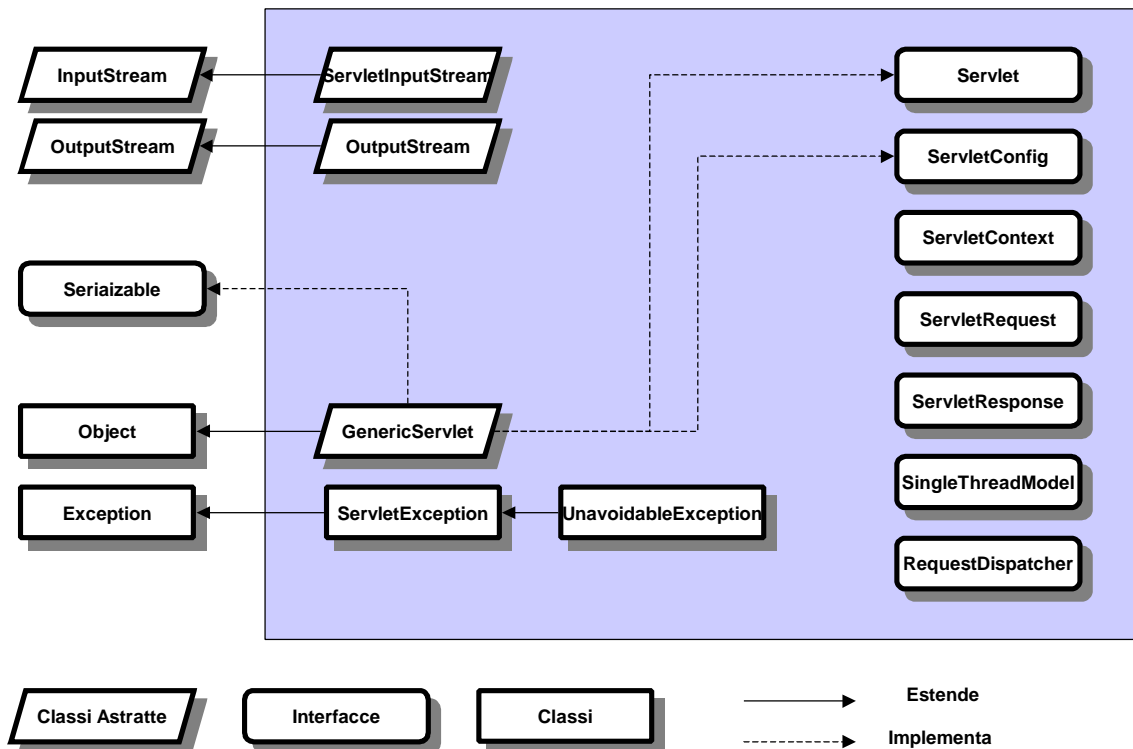 InputStream
ServletInputStream
Servlet
OutputStream
OutputStream
ServletConfig
ServletContext
Seriaizable
ServletRequest
ServletResponse
Object
GenericServlet
SingleThreadModel
Exception
ServletException
UnavoidableException
RequestDispatcher
Classi Astratte
Interfacce
Classi
Estende
Implementa